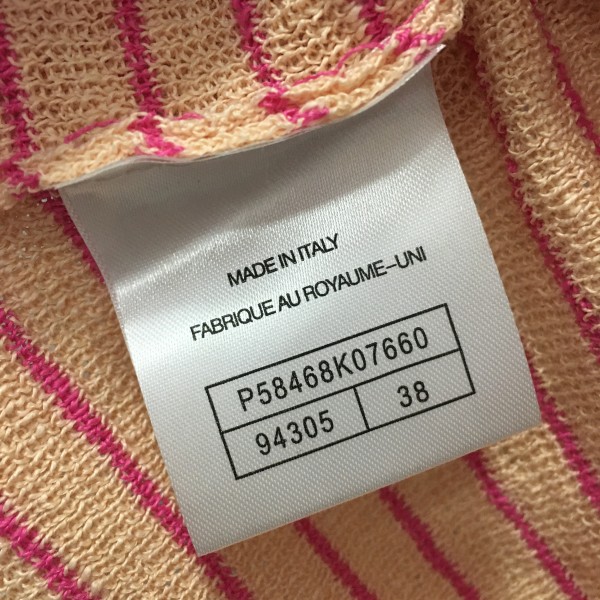 MADE IN ITALY
FABRIQUE AU ROYAUME-UNI
P58468K07660
94305 38